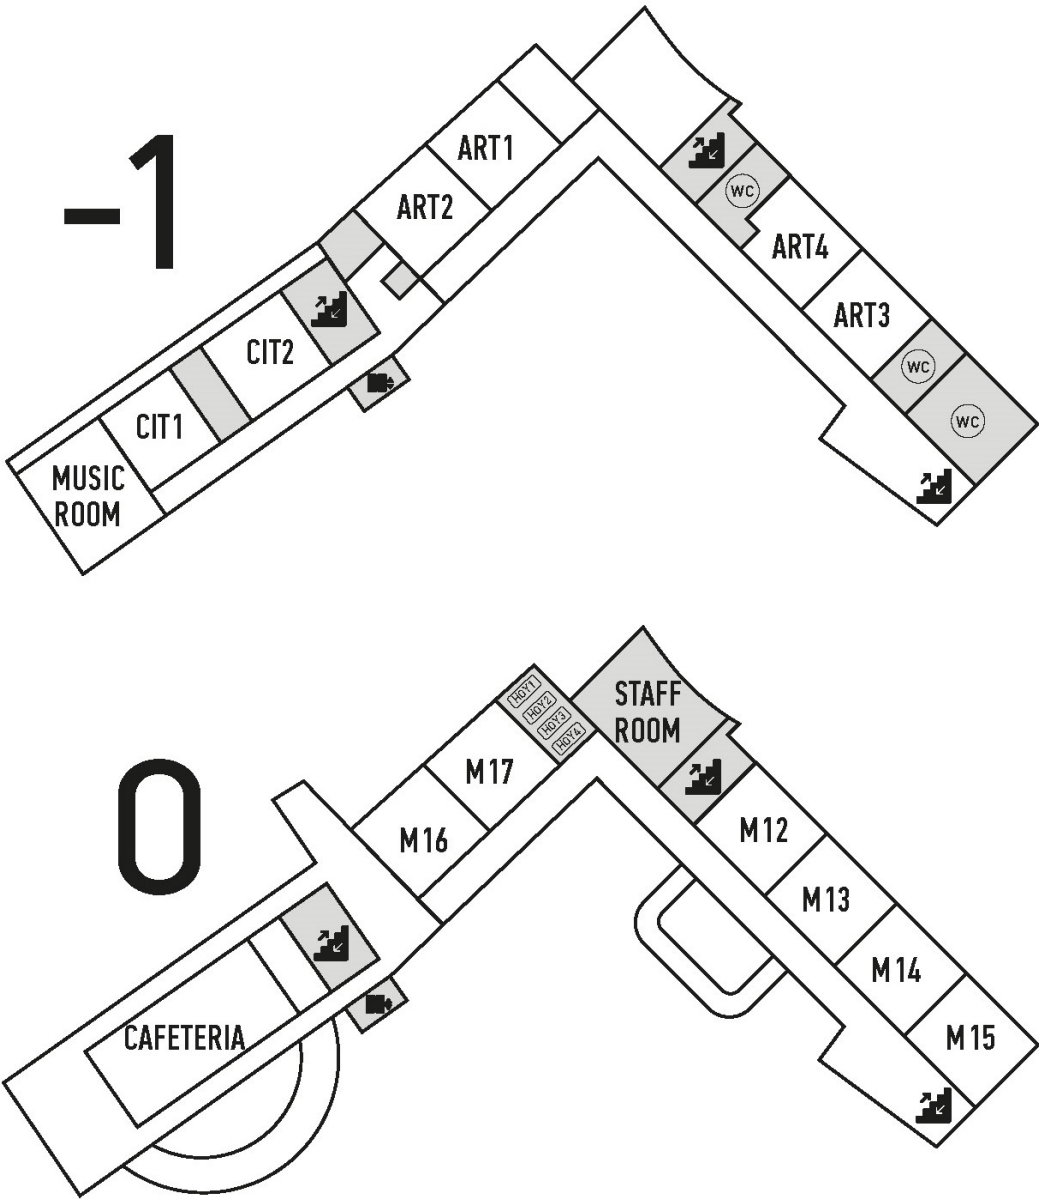 -1
ART1
ART2
WC
ART4
ART3
CIT2
WC
CIT1
WC
MUSIC
ROOM
0
HOY1
HOY2
HOY3
HOY4
STAFF
ROOM
M17
M16
M12
M13
M14
M15
CAFETERIA